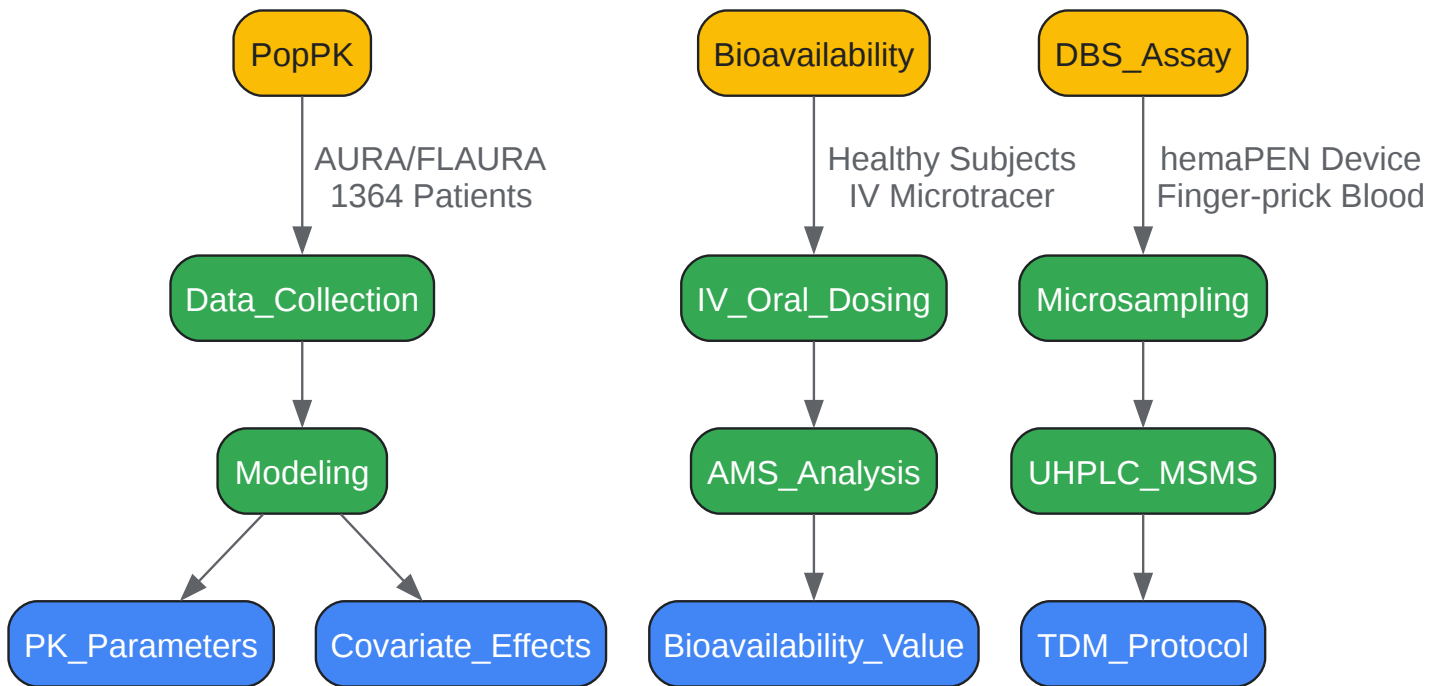 PopPK
Bioavailability
DBS_Assay
AURA/FLAURA
1364 Patients
Healthy Subjects
IV Microtracer
hemaPEN Device
Finger-prick Blood
Data_Collection
IV_Oral_Dosing
Microsampling
Modeling
AMS_Analysis
UHPLC_MSMS
PK_Parameters
Covariate_Effects
Bioavailability_Value
TDM_Protocol